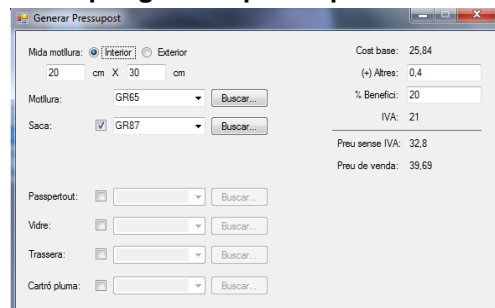 Generar Pressupost
Mida motllura: Interior Exterior
20 cm X 30 cm
Motllura: GR65 Buscar...
Saca: GR87 Buscar...
Passpertout: Buscar...
Vidre: Buscar...
Trassera: Buscar...
Cartró pluma: Buscar...
Cost base: 25,84
(+) Altres: 0,4
% Benefici: 20
IVA: 21
Preu sense IVA: 32,8
Preu de venda: 39,69